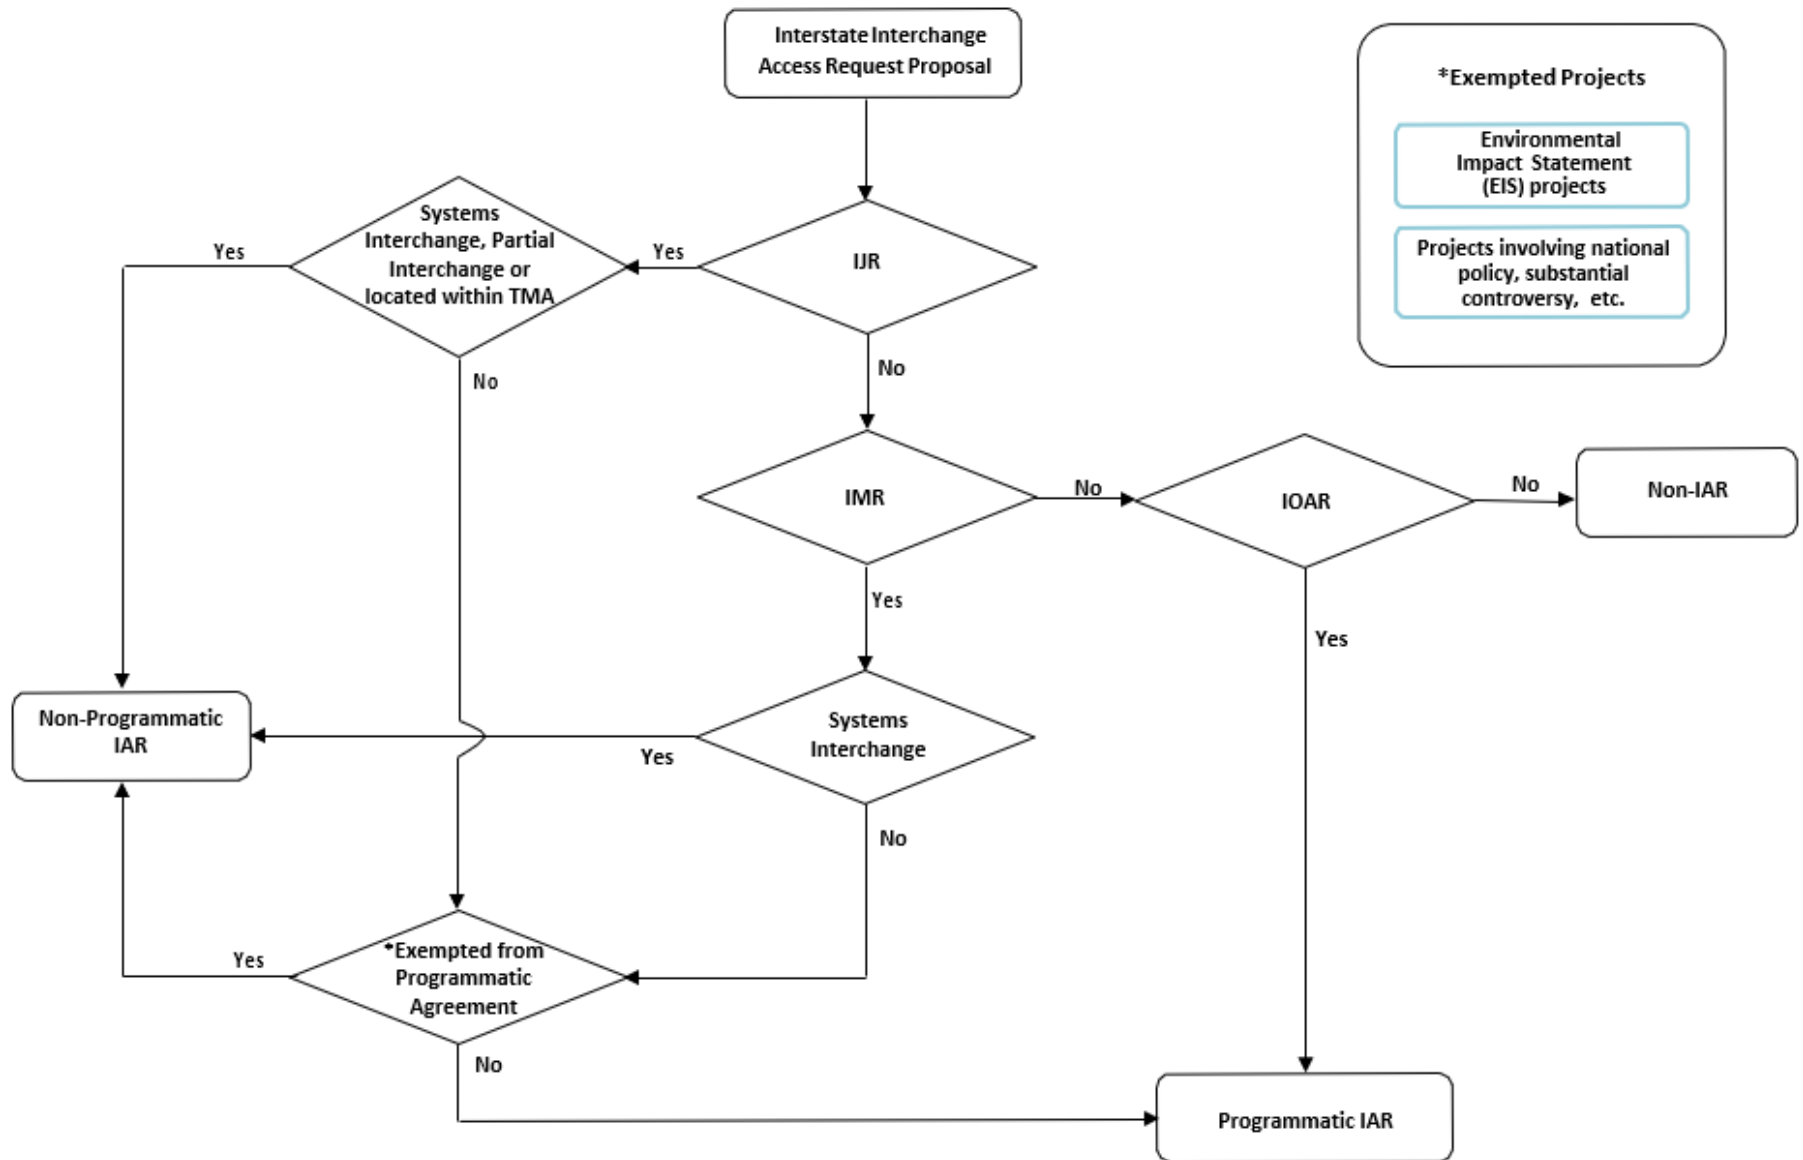 Interstate Interchange
Access Request Proposal
*Exempted Projects
Environmental
Impact Statement
(EIS) projects
Projects involving national
policy, substantial
controversy, etc.
Systems
Interchange, Partial
Interchange or
located within TMA
Yes
Yes
IJR
No
No
IMR
No
IOAR
No
Non-IAR
Yes
Yes
Non-Programmatic
IAR
Systems
Interchange
Yes
No
*Exempted from
Programmatic
Agreement
Yes
No
Programmatic IAR